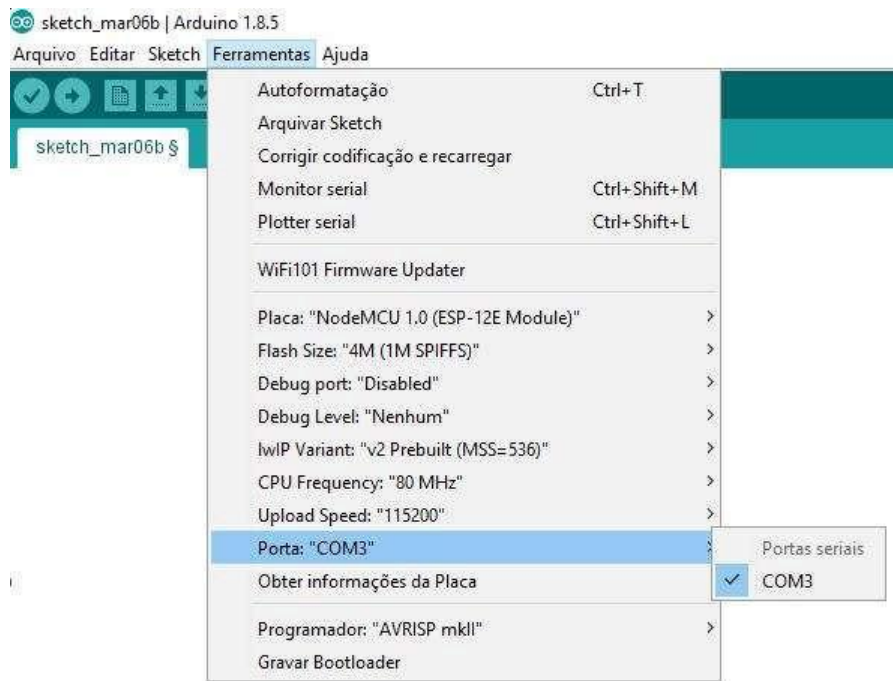 sketch_mar06b | Arduino 1.8.5
Arquivo Editar Sketch Ferramentas Ajuda
sketch_mar06b §
Autoformatação Ctrl+T
Arquivar Sketch
Corrigir codificação e recarregar
Monitor serial Ctrl+Shift+M
Plotter serial Ctrl+Shift+L
WiFi101 Firmware Updater
Placa: "NodeMCU 1.0 (ESP-12E Module)"
Flash Size: "4M (1M SPIFFS)"
Debug port: "Disabled"
Debug Level: "Nenhum"
lwIP Variant: "v2 Prebuilt (MSS=536)"
CPU Frequency: "80 MHz"
Upload Speed: "115200"
Porta: "COM3"
Portas seriais
COM3
Obter informações da Placa
Programador: "AVRISP mkII"
Gravar Bootloader